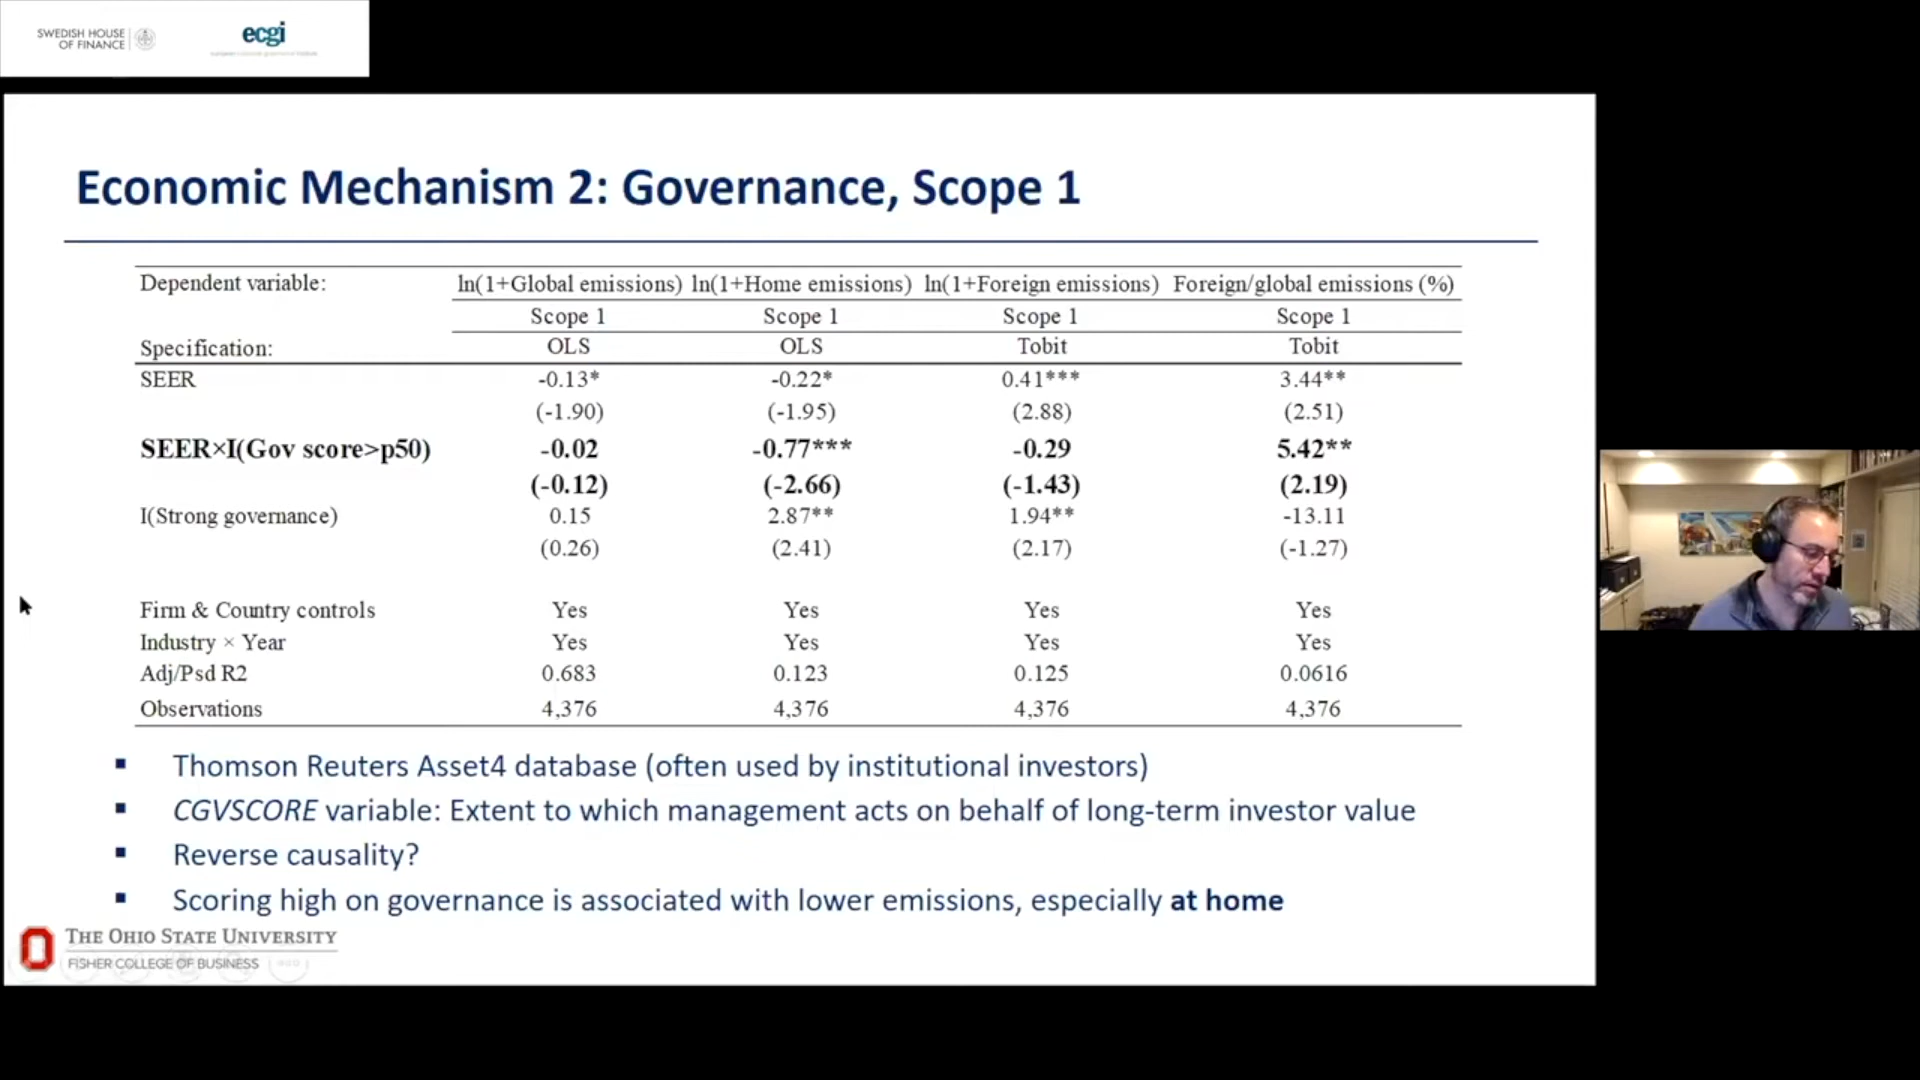 SWEDISH HOUSE
OF FINANCE
ecgi
Economic Mechanism 2: Governance, Scope 1
Dependent variable: ln(1+Global emissions) ln(1+Home emissions) ln(1+Foreign emissions) Foreign/global emissions (%)
Scope 1 Scope 1 Scope 1 Scope 1
Specification: OLS OLS Tobit Tobit
SEER -0.13* -0.22* 0.41*** 3.44**
(-1.90) (-1.95) (2.88) (2.51)
SEER×I(Gov score>p50) -0.02 -0.77*** -0.29 5.42**
(-0.12) (-2.66) (-1.43) (2.19)
I(Strong governance) 0.15 2.87** 1.94** -13.11
(0.26) (2.41) (2.17) (-1.27)
Firm & Country controls Yes Yes Yes Yes
Industry × Year Yes Yes Yes Yes
Adj/Psd R2 0.683 0.123 0.125 0.0616
Observations 4,376 4,376 4,376 4,376
▪ Thomson Reuters Asset4 database (often used by institutional investors)
▪ CGVSCORE variable: Extent to which management acts on behalf of long-term investor value
▪ Reverse causality?
▪ Scoring high on governance is associated with lower emissions, especially at home
THE OHIO STATE UNIVERSITY
FISHER COLLEGE OF BUSINESS